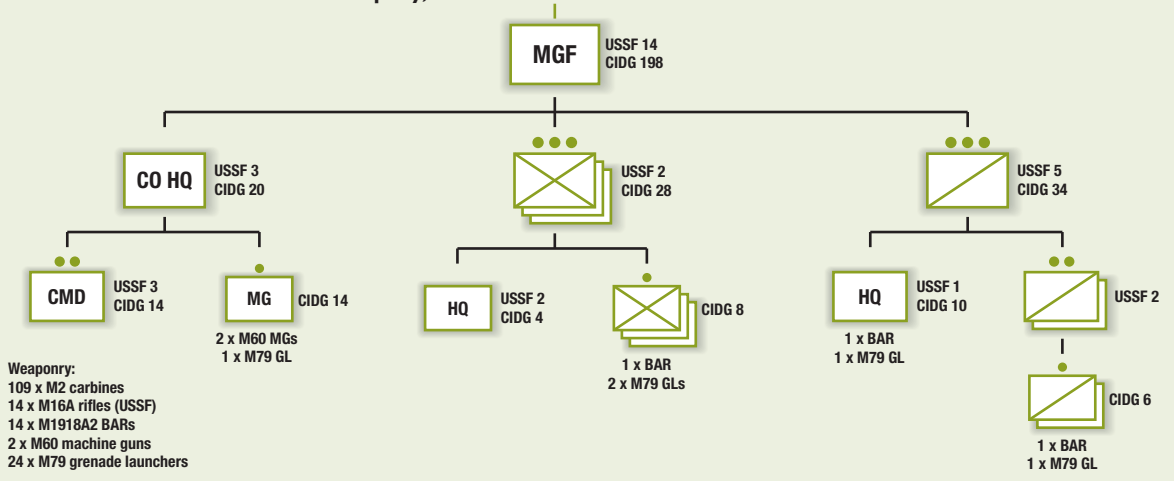 MGF
USSF 14
CIDG 198
CO HQ
USSF 3
CIDG 20
USSF 2
CIDG 28
USSF 5
CIDG 34
CMD
USSF 3
CIDG 14
MG
CIDG 14
2 x M60 MGs
1 x M79 GL
HQ
USSF 2
CIDG 4
CIDG 8
1 x BAR
2 x M79 GLs
HQ
USSF 1
CIDG 10
1 x BAR
1 x M79 GL
USSF 2
CIDG 6
1 x BAR
1 x M79 GL
Weaponry:
109 x M2 carbines
14 x M16A rifles (USSF)
14 x M1918A2 BARs
2 x M60 machine guns
24 x M79 grenade launchers